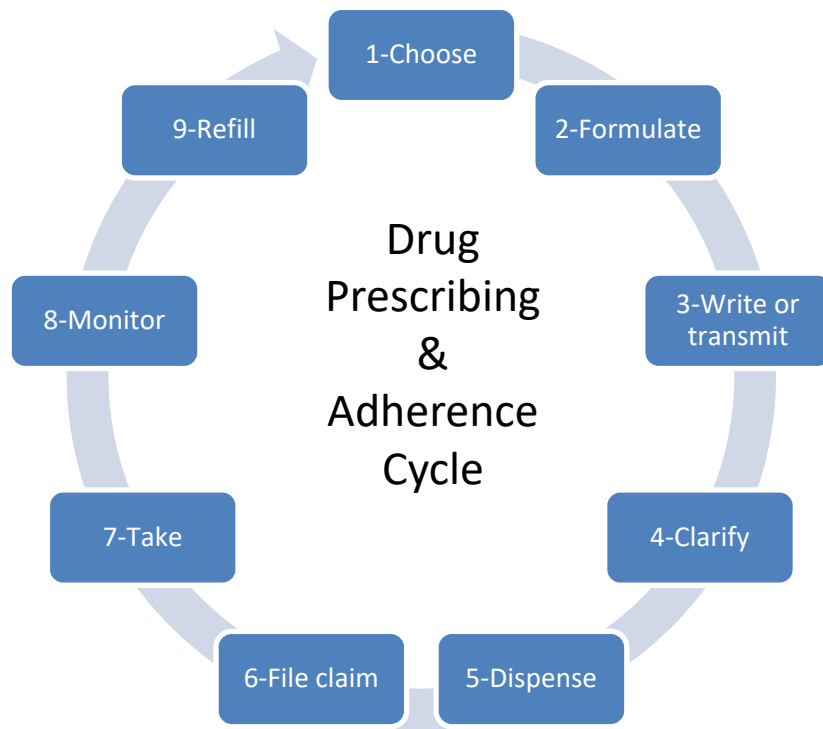 1-Choose
2-Formulate
3-Write or
transmit
4-Clarify
5-Dispense
6-File claim
7-Take
8-Monitor
9-Refill
Drug
Prescribing
&
Adherence
Cycle